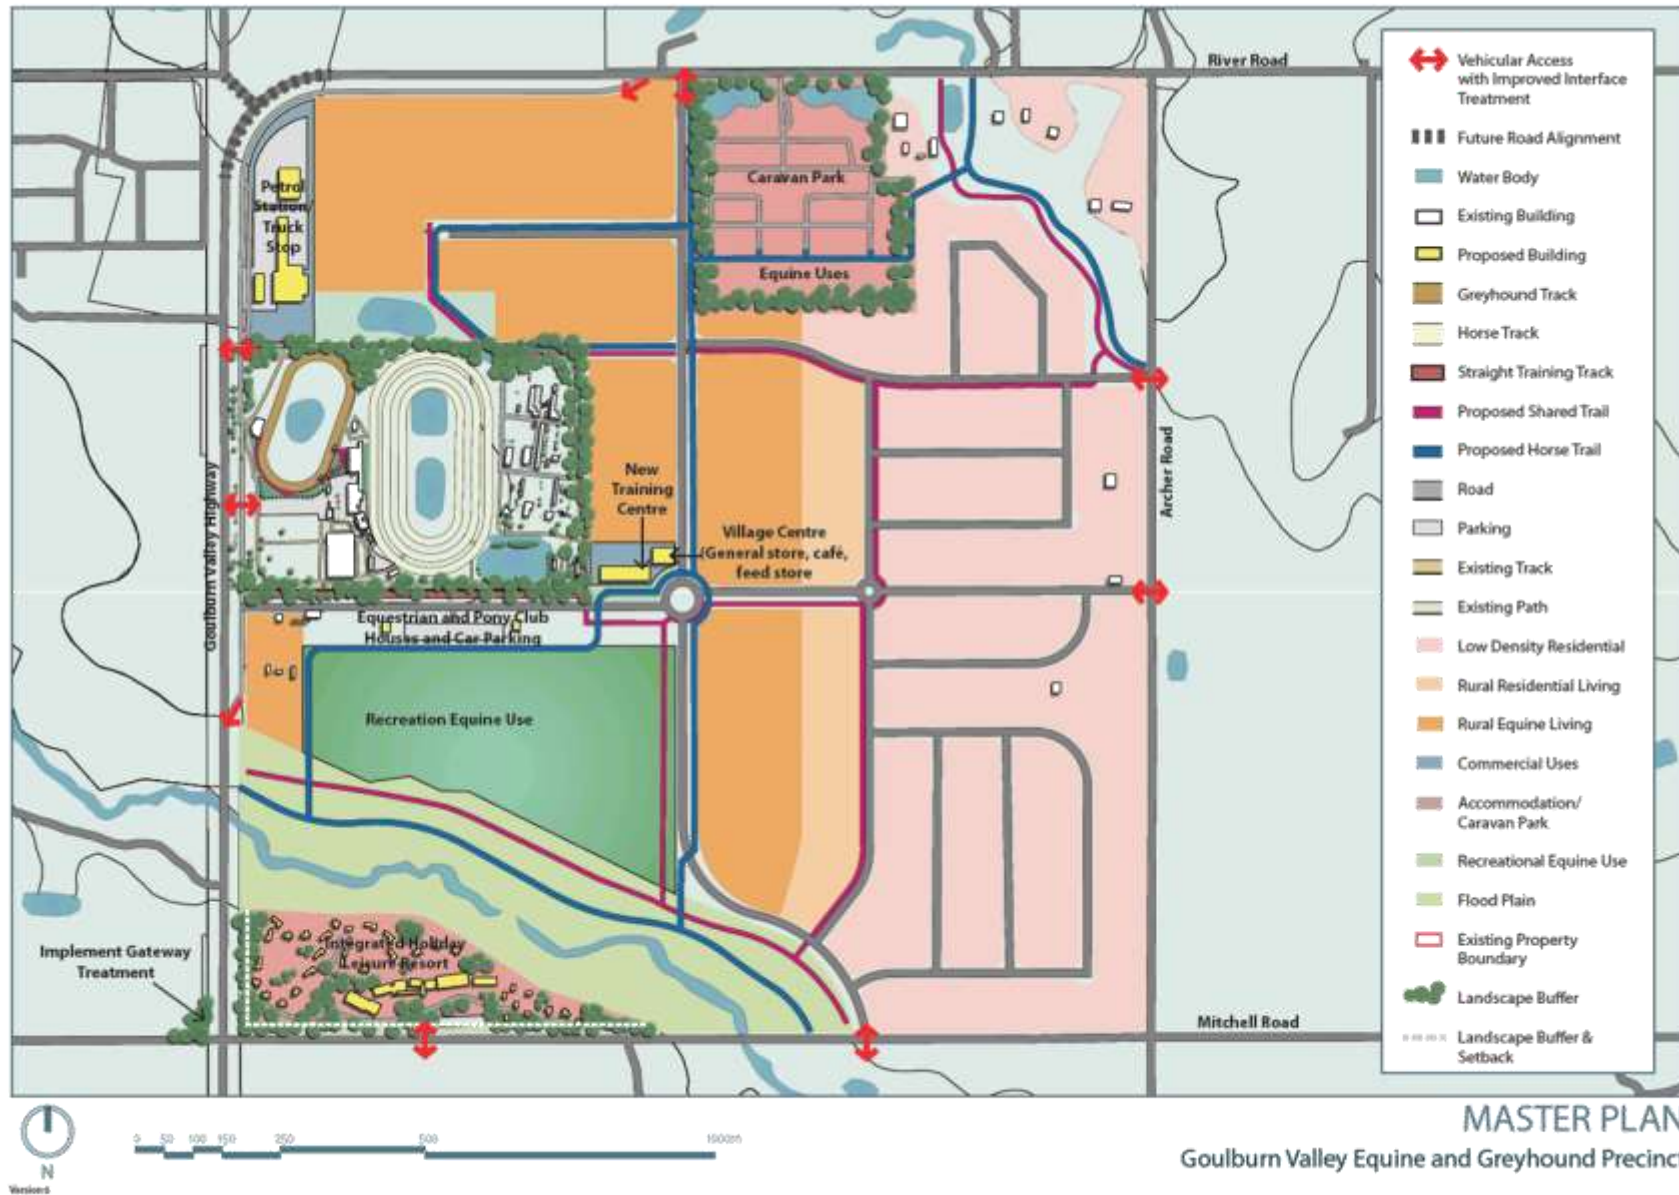 River Road
Caravan Park
Petrol
Station/
Truck
Stop
Equine Uses
New
Training
Centre
Village Centre
(General store, café,
feed store
Goulburn Valley Highway
Archer Road
Equestrian and Pony Club
Houses and Car Parking
Recreation Equine Use
Implement Gateway
Treatment
Integrated Holiday
Leisure Resort
Mitchell Road
Vehicular Access
with Improved Interface
Treatment
Future Road Alignment
Water Body
Existing Building
Proposed Building
Greyhound Track
Horse Track
Straight Training Track
Proposed Shared Trail
Proposed Horse Trail
Road
Parking
Existing Track
Existing Path
Low Density Residential
Rural Residential Living
Rural Equine Living
Commercial Uses
Accommodation/
Caravan Park
Recreational Equine Use
Flood Plain
Existing Property
Boundary
Landscape Buffer
Landscape Buffer &
Setback
N
0 50 100 150 250 500 1000m
MASTER PLAN
Goulburn Valley Equine and Greyhound Precinct